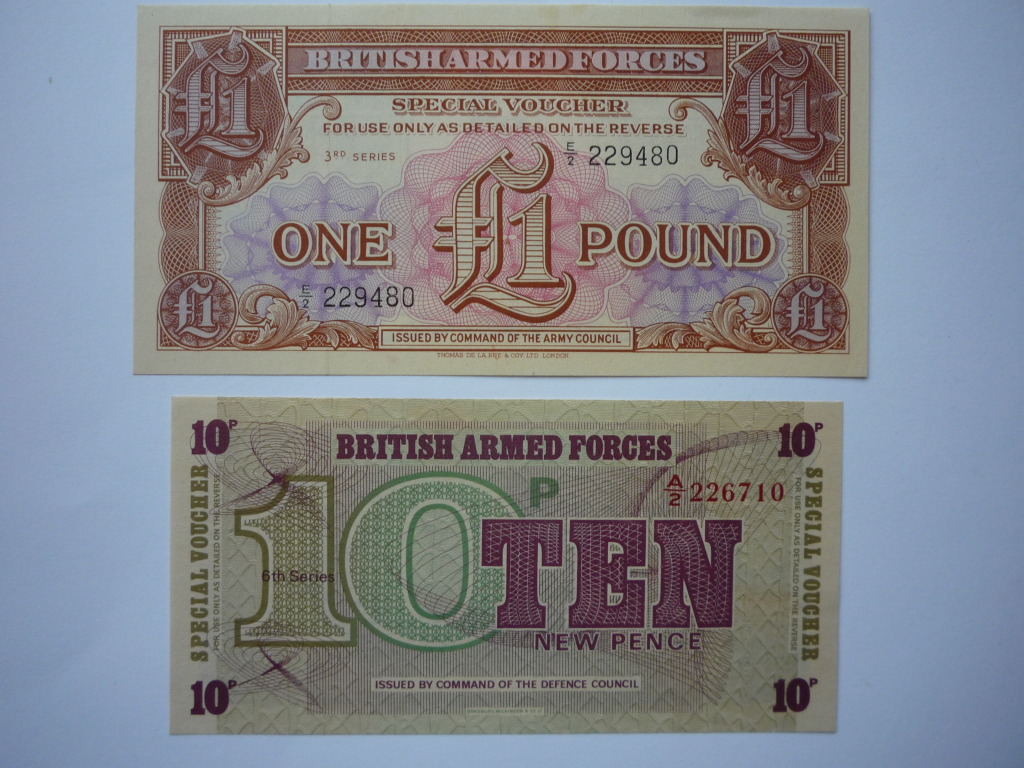 £1 BRITISH ARMED FORCES £1
SPECIAL VOUCHER
FOR USE ONLY AS DETAILED ON THE REVERSE
3RD SERIES E/2 229480
ONE £1 POUND
E/2 229480
£1 £1
ISSUED BY COMMAND OF THE ARMY COUNCIL
THOMAS DE LA RUE & COY. LTD. LONDON.
10P 10P
BRITISH ARMED FORCES
A/2 226710
SPECIAL VOUCHER
FOR USE ONLY AS DETAILED ON THE REVERSE
10P
TEN
6th Series
NEW PENCE
SPECIAL VOUCHER
FOR USE ONLY AS DETAILED ON THE REVERSE
ISSUED BY COMMAND OF THE DEFENCE COUNCIL
10P 10P